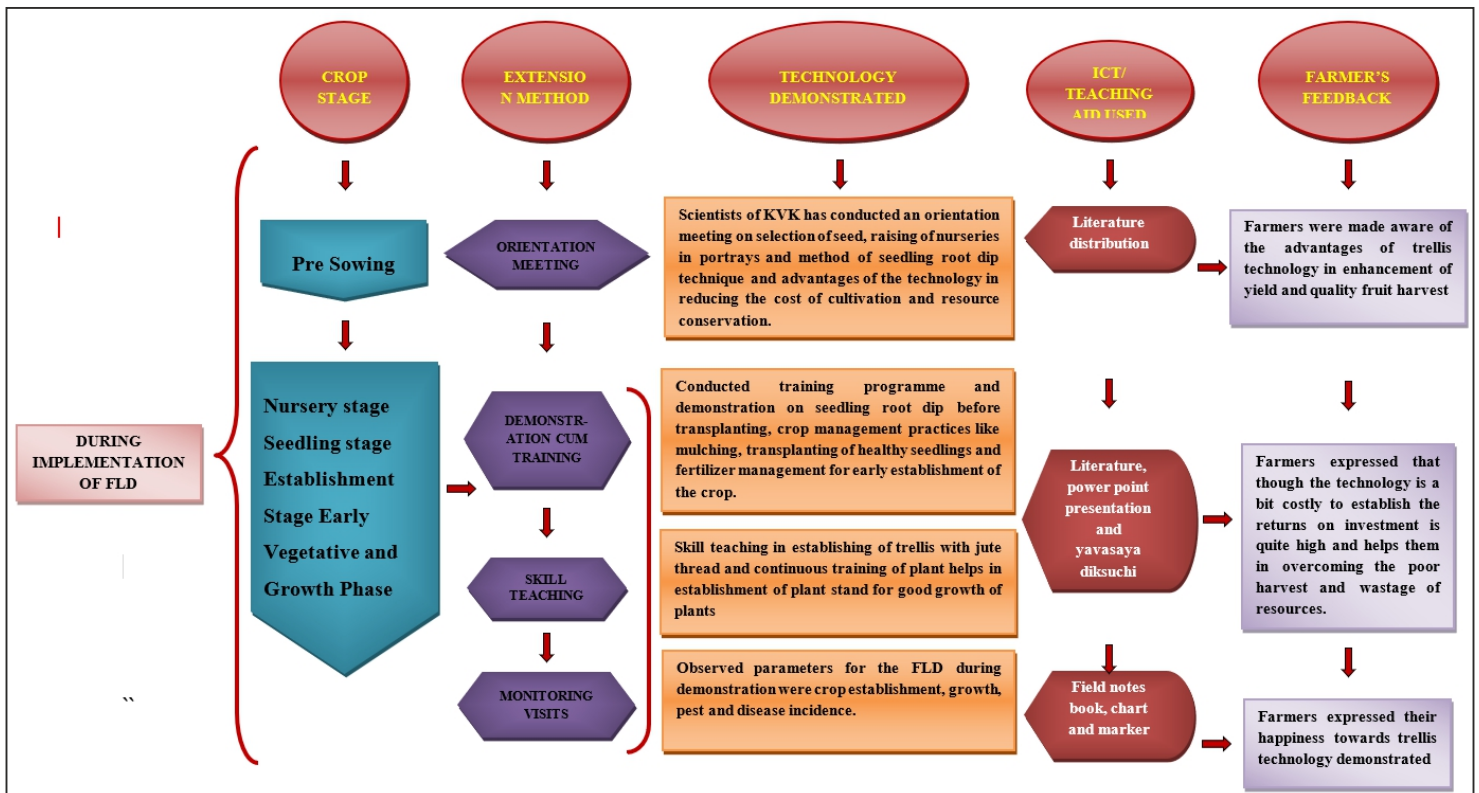 CROP
STAGE
EXTENSIO
N METHOD
TECHNOLOGY
DEMONSTRATED
ICT/
TEACHING
AID USED
FARMER'S
FEEDBACK
DURING
IMPLEMENTATION
OF FLD
Pre Sowing
ORIENTATION
MEETING
Scientists of KVK has conducted an orientation
meeting on selection of seed, raising of nurseries
in portrays and method of seedling root dip
technique and advantages of the technology in
reducing the cost of cultivation and resource
conservation.
Literature
distribution
Farmers were made aware of
the advantages of trellis
technology in enhancement of
yield and quality fruit harvest
Nursery stage
Seedling stage
Establishment
Stage Early
Vegetative and
Growth Phase
DEMONSTR-
ATION CUM
TRAINING
Conducted training programme and
demonstration on seedling root dip before
transplanting, crop management practices like
mulching, transplanting of healthy seedlings and
fertilizer management for early establishment of
the crop.
Literature,
power point
presentation
and
yavasaya
diksuchi
Farmers expressed that
though the technology is a
bit costly to establish the
returns on investment is
quite high and helps them
in overcoming the poor
harvest and wastage of
resources.
SKILL
TEACHING
Skill teaching in establishing of trellis with jute
thread and continuous training of plant helps in
establishment of plant stand for good growth of
plants
MONITORING
VISITS
Observed parameters for the FLD during
demonstration were crop establishment, growth,
pest and disease incidence.
Field notes
book, chart
and marker
Farmers expressed their
happiness towards trellis
technology demonstrated
``